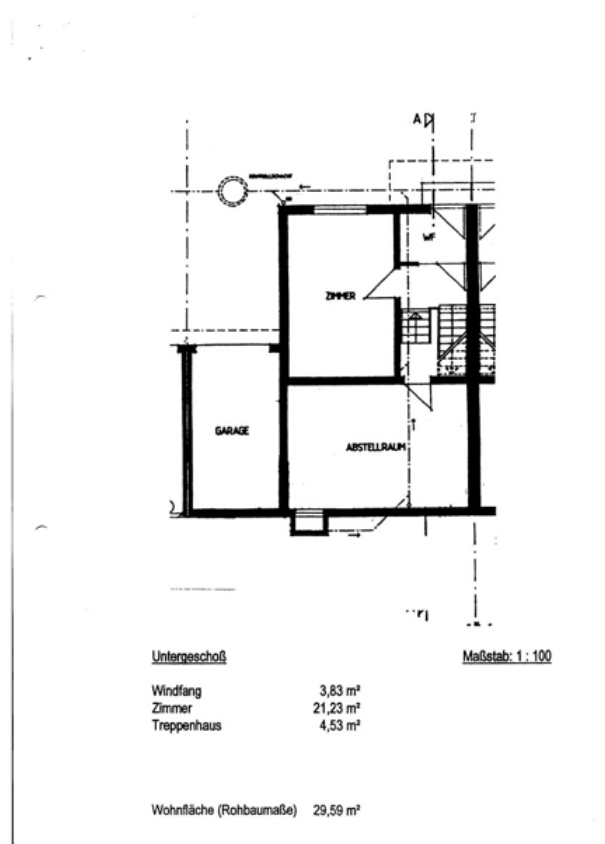 A
WF
ZIMMER
GARAGE
ABSTELLRAUM
Untergeschoß
Maßstab: 1 : 100
Windfang 3,83 m²
Zimmer 21,23 m²
Treppenhaus 4,53 m²
Wohnfläche (Rohbaumaße) 29,59 m²